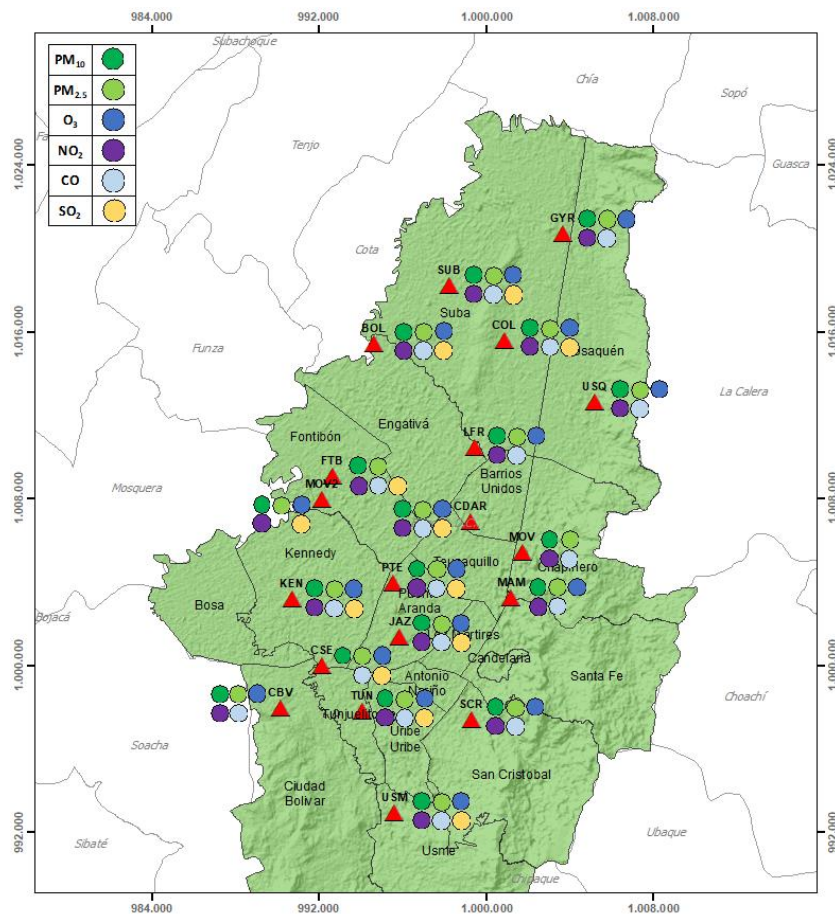 984.000 992.000 1.000.000 1.008.000
Subachoque
PM10
PM2.5
O3
NO2
CO
SO2
Chía
Sopó
Tenjo
1.024.000
1.024.000
Guasca
GYR
Cota
SUB
Suba
BOL
COL
1.016.000
1.016.000
Funza
USQ
La Calera
Engativá
Fontibón
LFR
Barrios
Unidos
FTB
MOV2
Mosquera
CDAR
1.008.000
1.008.000
MOV
Kennedy
Chapinero
PTE
KEN
MAM
Bosa
Aranda
Bojacá
JAZ
CSE
Candelaria
1.000.000
1.000.000
Antonio
Nariño
Santa Fe
Choachí
CBV
TUN
SCR
Tunjuelito
Uribe
Uribe
Soacha
San Cristobal
Ciudad
Bolivar
USM
Usme
Ubaque
Sibaté
992.000
992.000
Chipaque
984.000 992.000 1.000.000 1.008.000